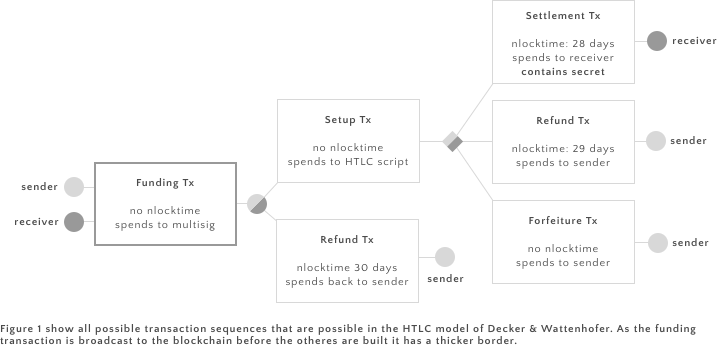 sender
receiver
Funding Tx
no nlocktime
spends to multisig
Setup Tx
no nlocktime
spends to HTLC script
Refund Tx
nlocktime 30 days
spends back to sender
sender
Settlement Tx
nlocktime: 28 days
spends to receiver
contains secret
receiver
Refund Tx
nlocktime: 29 days
spends to sender
sender
Forfeiture Tx
no nlocktime
spends to sender
sender
Figure 1 show all possible transaction sequences that are possible in the HTLC model of Decker & Wattenhofer. As the funding
transaction is broadcast to the blockchain before the otheres are built it has a thicker border.